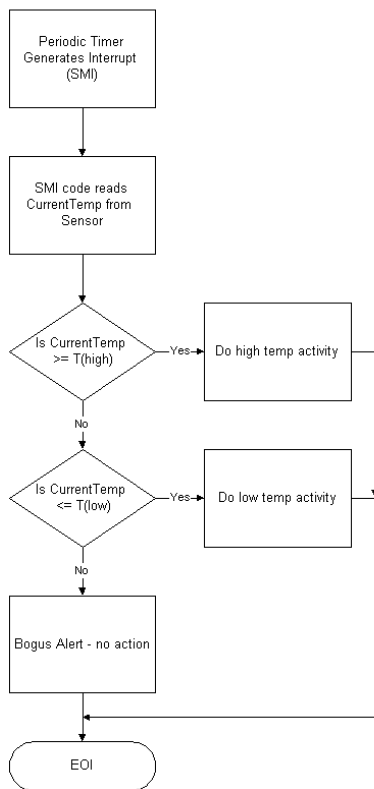 Periodic Timer
Generates Interrupt
(SMI)
SMI code reads
CurrentTemp from
Sensor
Is CurrentTemp
>= T(high)
Yes
Do high temp activity
No
Is CurrentTemp
<= T(low)
Yes
Do low temp activity
No
Bogus Alert - no action
EOI